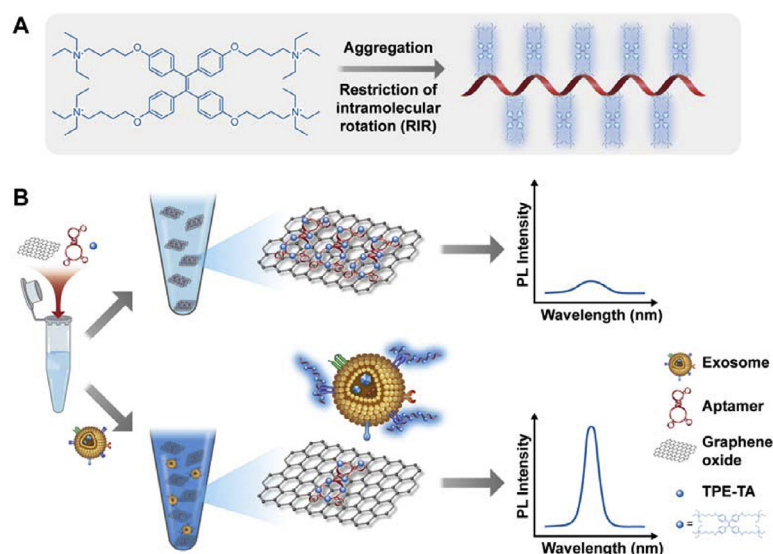 A
N⁺
O
O
N⁺
N⁺
O
O
N⁺
Aggregation
Restriction of
intramolecular
rotation (RIR)
B
PL Intensity
Wavelength (nm)
PL Intensity
Wavelength (nm)
Exosome
Aptamer
Graphene
oxide
TPE-TA
=